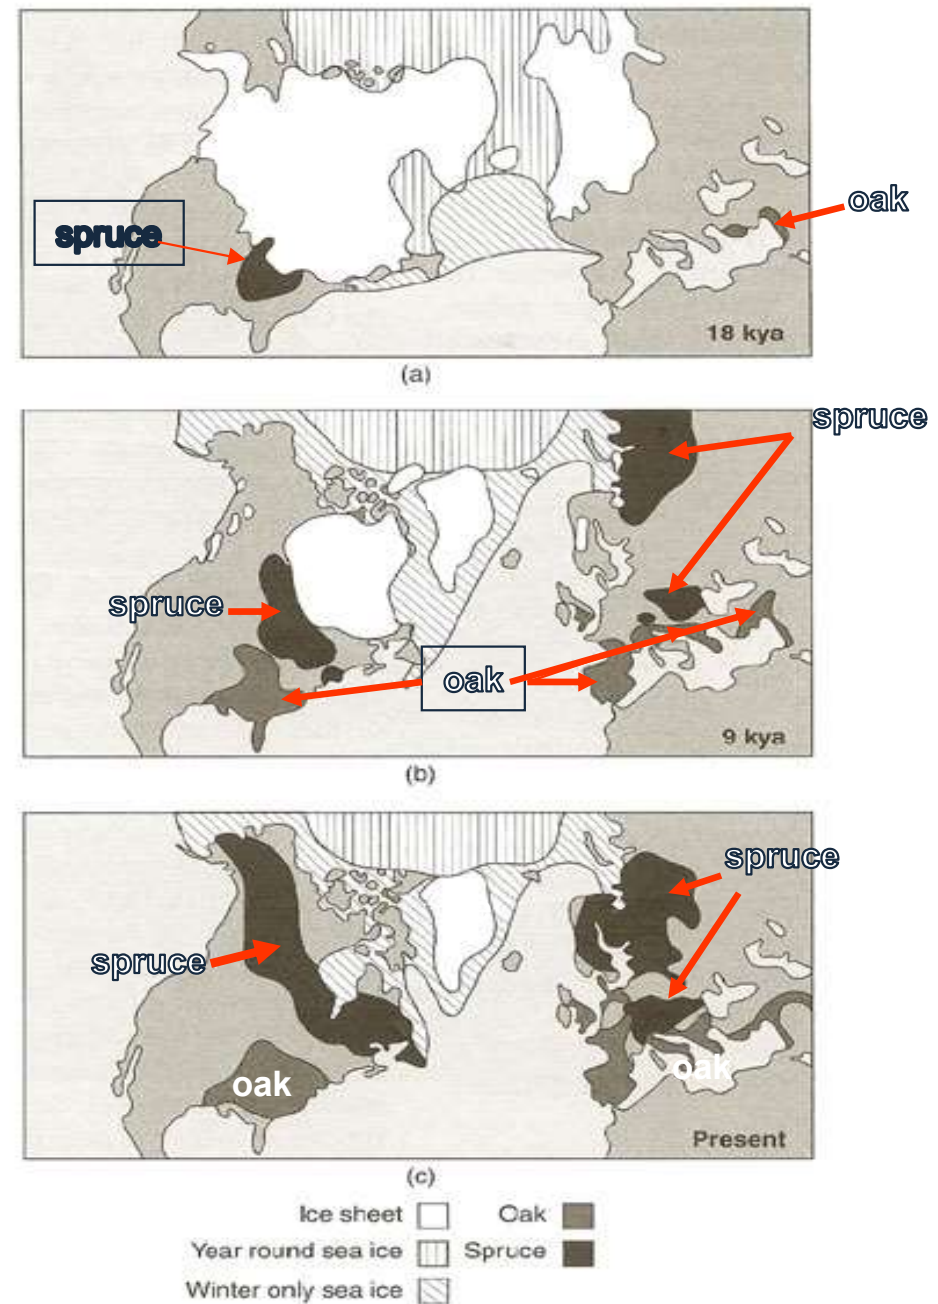 oak
spruce
18 kya
(a)
spruce
spruce
oak
9 kya
(b)
spruce
spruce
oak
oak
Present
(c)
Ice sheet
Oak
Year round sea ice
Spruce
Winter only sea ice